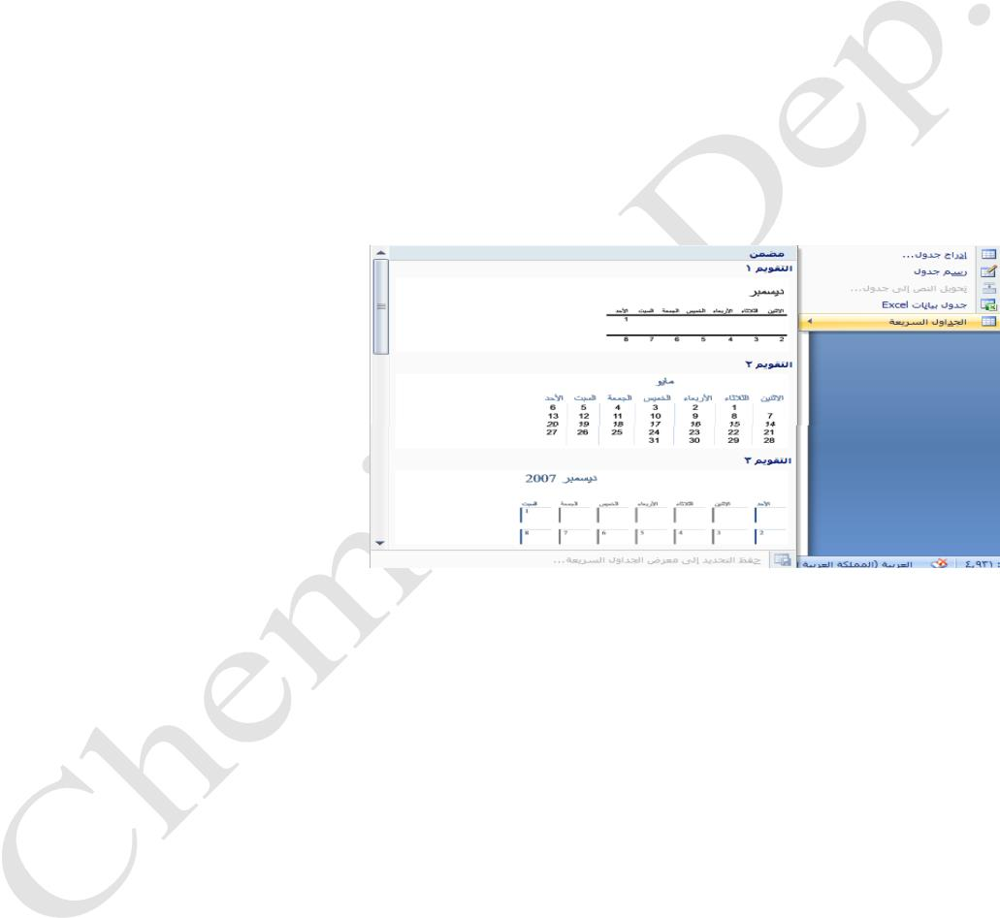 إدراج جدول...
رسم جدول
تحويل النص إلى جدول...
جدول بيانات Excel
الجداول السريعة
مضمن
التقويم ١
ديسمبر
الاثنين الثلاثاء الأربعاء الخميس الجمعة السبت الأحد
1
2 3 4 5 6 7 8
التقويم ٢
مايو
الاثنين الثلاثاء الأربعاء الخميس الجمعة السبت الأحد
1 2 3 4 5 6
7 8 9 10 11 12 13
14 15 16 17 18 19 20
21 22 23 24 25 26 27
28 29 30 31
التقويم ٣
ديسمبر 2007
الأحد الاثنين الثلاثاء الأربعاء الخميس الجمعة السبت
1
2 3 4 5 6 7 8
حفظ التحديد إلى معرض الجداول السريعة...
: ٤,٩٣١ العربية (المملكة العربية
Chemi
Dep.